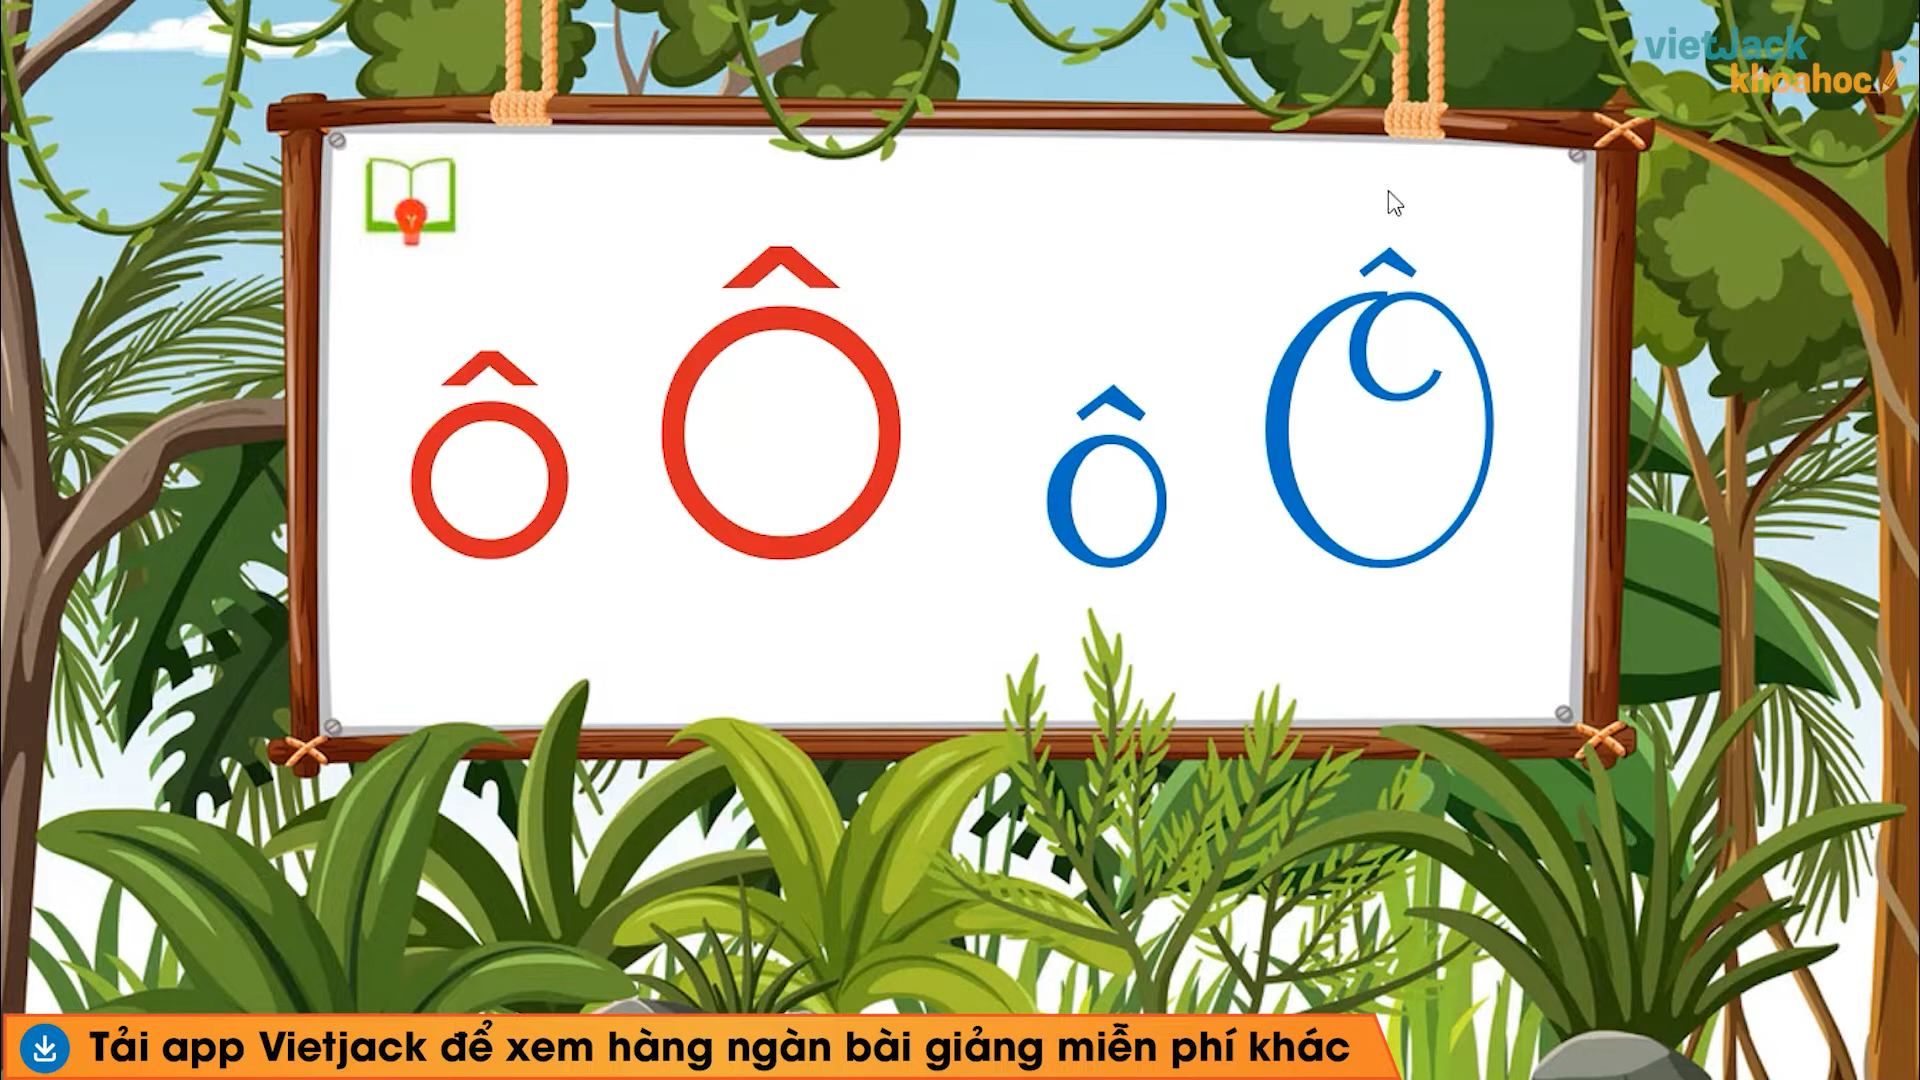 vietJack
khoahoc
ô Ô ô Ô
Tải app Vietjack để xem hàng ngàn bài giảng miễn phí khác